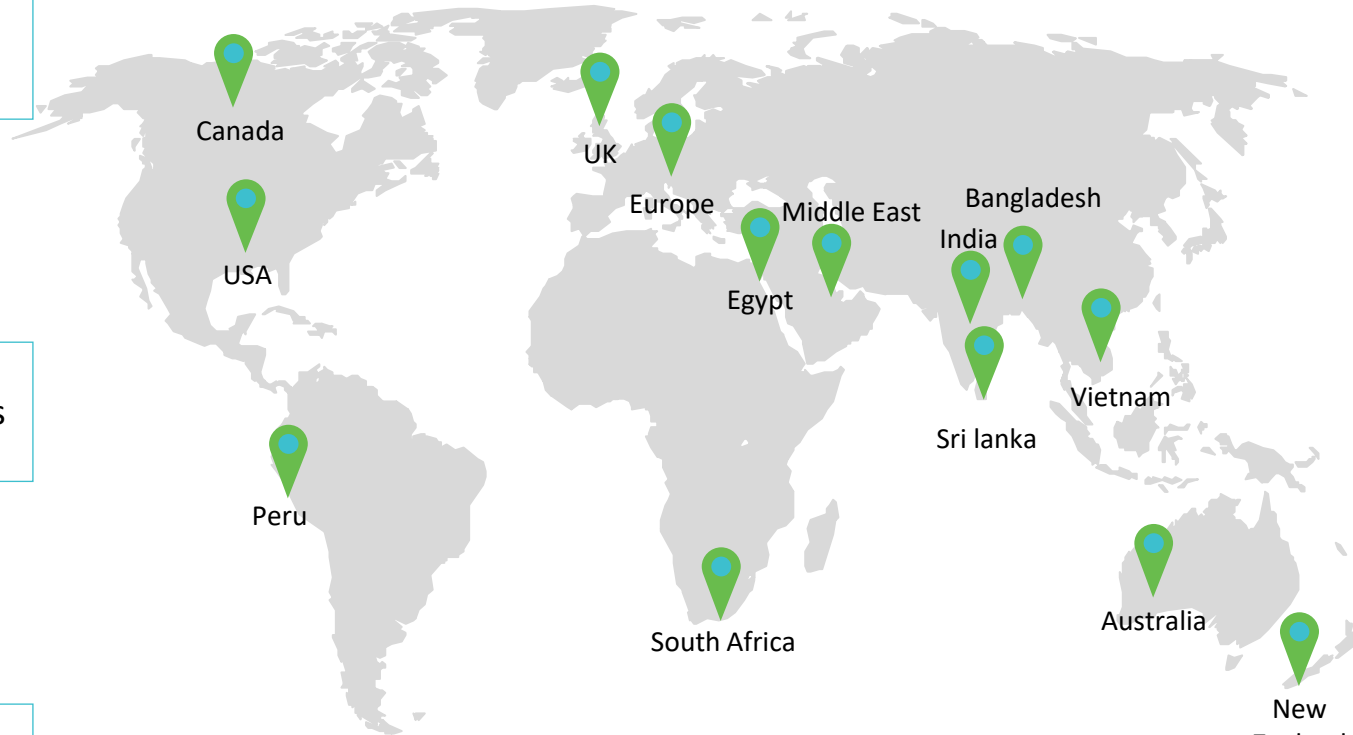 Canada
UK
Bangladesh
Europe
Middle East
India
USA
Egypt
Vietnam
Sri lanka
s
Peru
Australia
South Africa
New